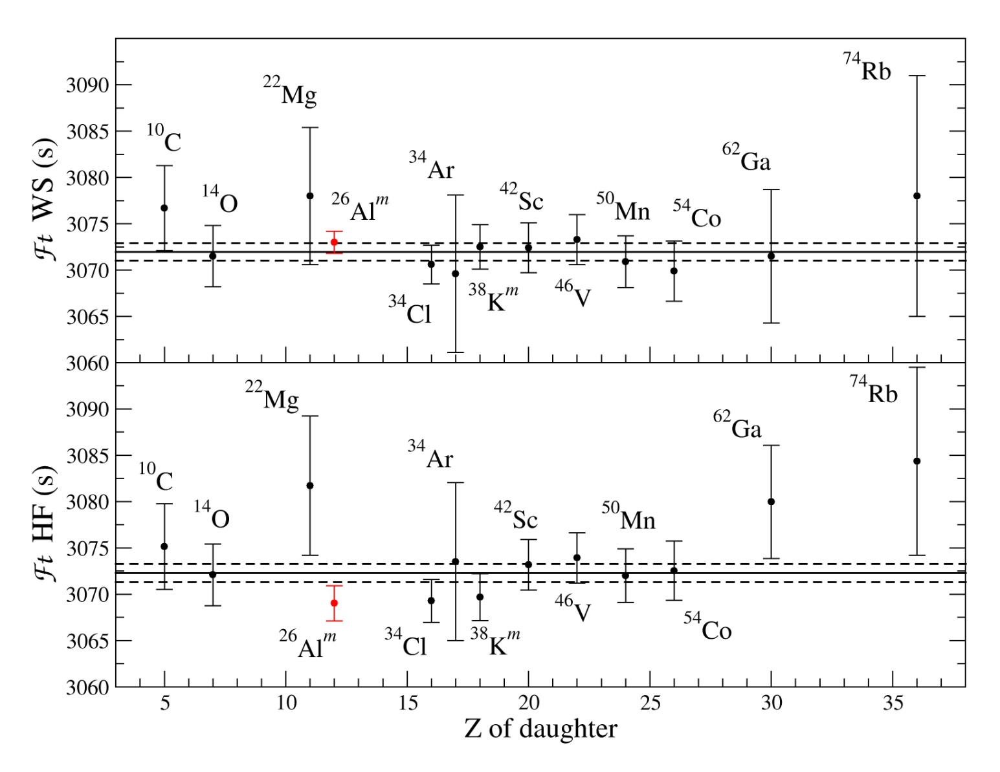 ℱt WS (s)
3090
3085
3080
3075
3070
3065
3060
¹⁰C
¹⁴O
²²Mg
²⁶Alᵐ
³⁴Cl
³⁴Ar
³⁸Kᵐ
⁴²Sc
⁴⁶V
⁵⁰Mn
⁵⁴Co
⁶²Ga
⁷⁴Rb
ℱt HF (s)
3090
3085
3080
3075
3070
3065
3060
¹⁰C
¹⁴O
²²Mg
²⁶Alᵐ
³⁴Cl
³⁴Ar
³⁸Kᵐ
⁴²Sc
⁴⁶V
⁵⁰Mn
⁵⁴Co
⁶²Ga
⁷⁴Rb
5 10 15 20 25 30 35
Z of daughter